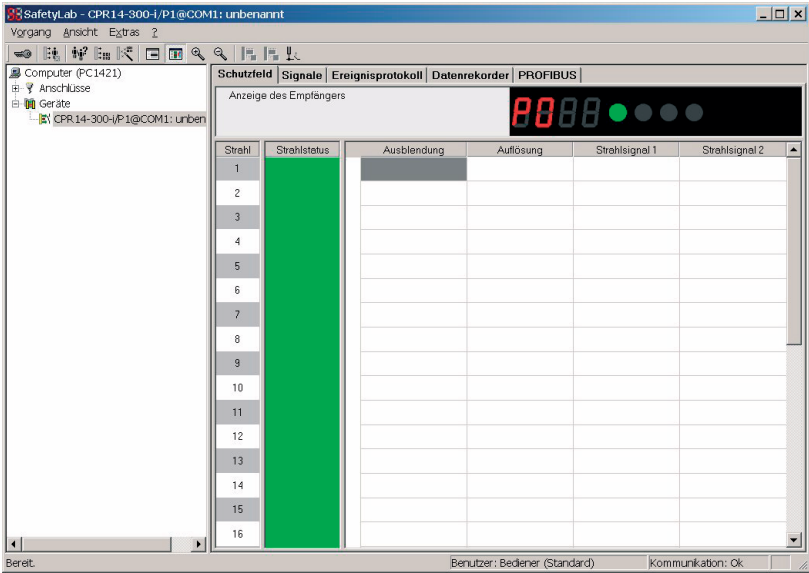 SafetyLab - CPR14-300-i/P1@COM1: unbenannt
Vorgang Ansicht Extras ?
Computer (PC1421)
Anschlüsse
Geräte
CPR14-300-i/P1@COM1: unben
Schutzfeld Signale Ereignisprotokoll Datenrekorder PROFIBUS
Anzeige des Empfängers
P0
Strahl Strahlstatus Ausblendung Auflösung Strahlsignal 1 Strahlsignal 2
1
2
3
4
5
6
7
8
9
10
11
12
13
14
15
16
Bereit. Benutzer: Bediener (Standard) Kommunikation: Ok